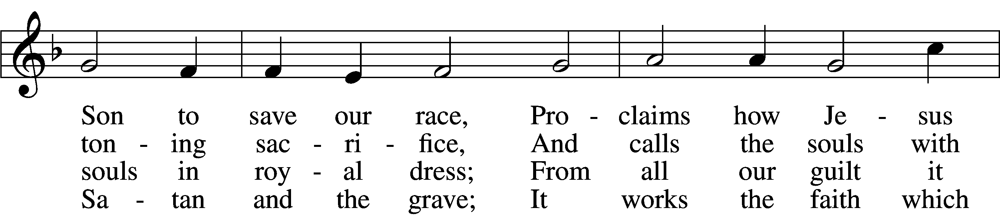 Son to save our race, Pro - claims how Je - sus
ton - ing sac - ri - fice, And calls the souls with
souls in roy - al dress; From all our guilt it
Sa - tan and the grave; It works the faith which